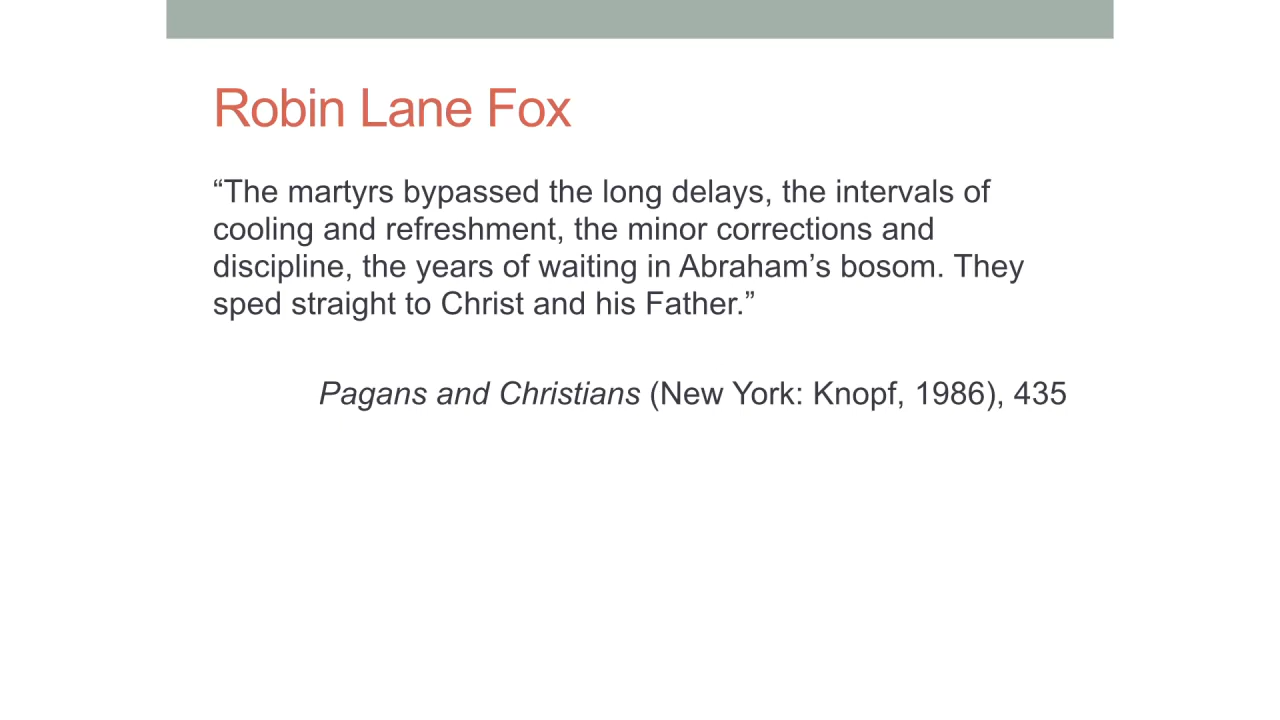 Robin Lane Fox
“The martyrs bypassed the long delays, the intervals of
cooling and refreshment, the minor corrections and
discipline, the years of waiting in Abraham’s bosom. They
sped straight to Christ and his Father.”
Pagans and Christians (New York: Knopf, 1986), 435